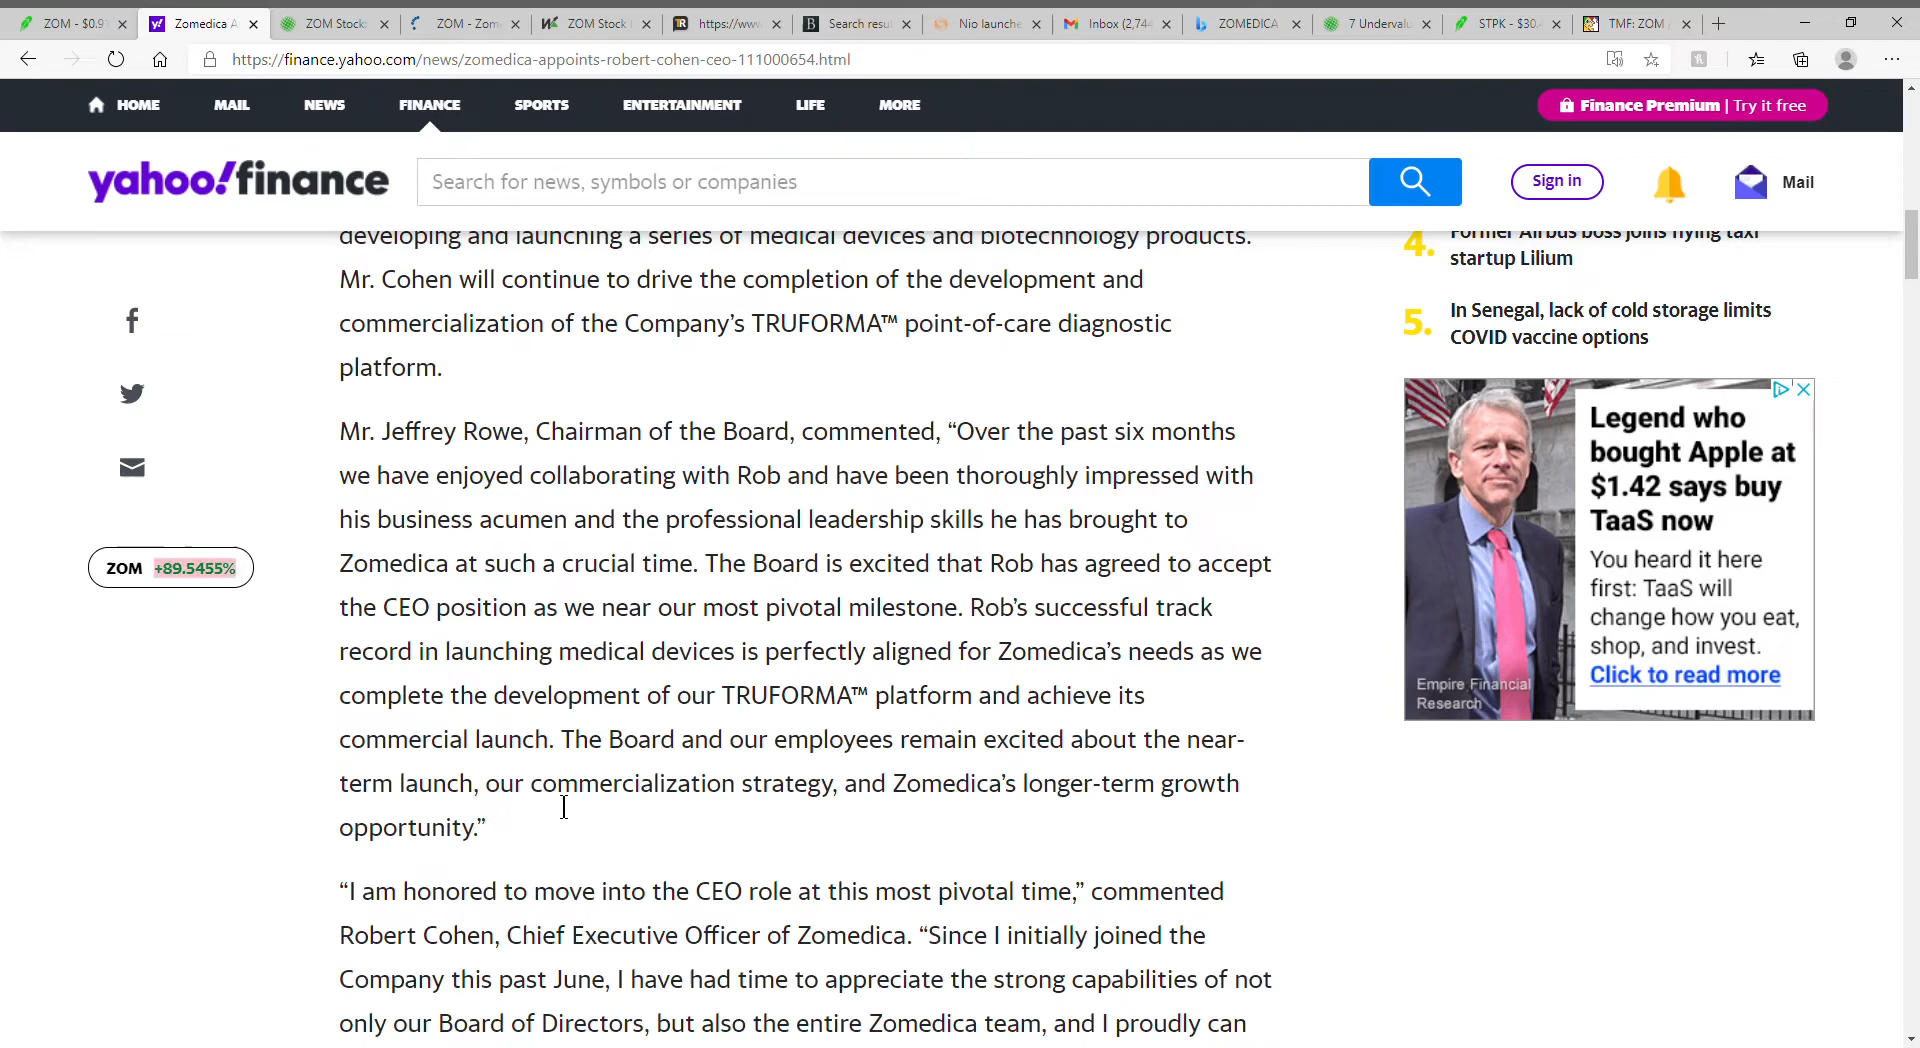 ZOM - $0.9
Zomedica A
ZOM Stock
ZOM - Zom
ZOM Stock
https://ww
Search resu
Nio launche
Inbox (2,744
ZOMEDICA
7 Underval
STPK - $30.
TMF: ZOM
https://finance.yahoo.com/news/zomedica-appoints-robert-cohen-ceo-111000654.html
HOME MAIL NEWS FINANCE SPORTS ENTERTAINMENT LIFE MORE
Finance Premium | Try it free
yahoo!finance
Search for news, symbols or companies
Sign in
Mail
developing and launching a series of medical devices and biotechnology products.
Mr. Cohen will continue to drive the completion of the development and
commercialization of the Company’s TRUFORMA™ point-of-care diagnostic
platform.
Mr. Jeffrey Rowe, Chairman of the Board, commented, “Over the past six months
we have enjoyed collaborating with Rob and have been thoroughly impressed with
his business acumen and the professional leadership skills he has brought to
Zomedica at such a crucial time. The Board is excited that Rob has agreed to accept
the CEO position as we near our most pivotal milestone. Rob’s successful track
record in launching medical devices is perfectly aligned for Zomedica’s needs as we
complete the development of our TRUFORMA™ platform and achieve its
commercial launch. The Board and our employees remain excited about the near-
term launch, our commercialization strategy, and Zomedica’s longer-term growth
opportunity.”
“I am honored to move into the CEO role at this most pivotal time,” commented
Robert Cohen, Chief Executive Officer of Zomedica. “Since I initially joined the
Company this past June, I have had time to appreciate the strong capabilities of not
only our Board of Directors, but also the entire Zomedica team, and I proudly can
ZOM +89.5455%
4. Former Airbus boss joins flying taxi
startup Lilium
5. In Senegal, lack of cold storage limits
COVID vaccine options
Legend who
bought Apple at
$1.42 says buy
TaaS now
You heard it here
first: TaaS will
change how you eat,
shop, and invest.
Click to read more
Empire Financial
Research